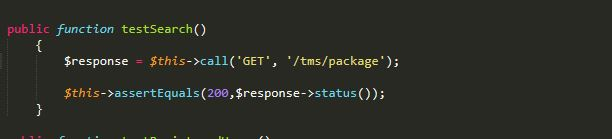 public function testSearch()
{
$response = $this->call('GET', '/tms/package');
$this->assertEquals(200,$response->status());
}